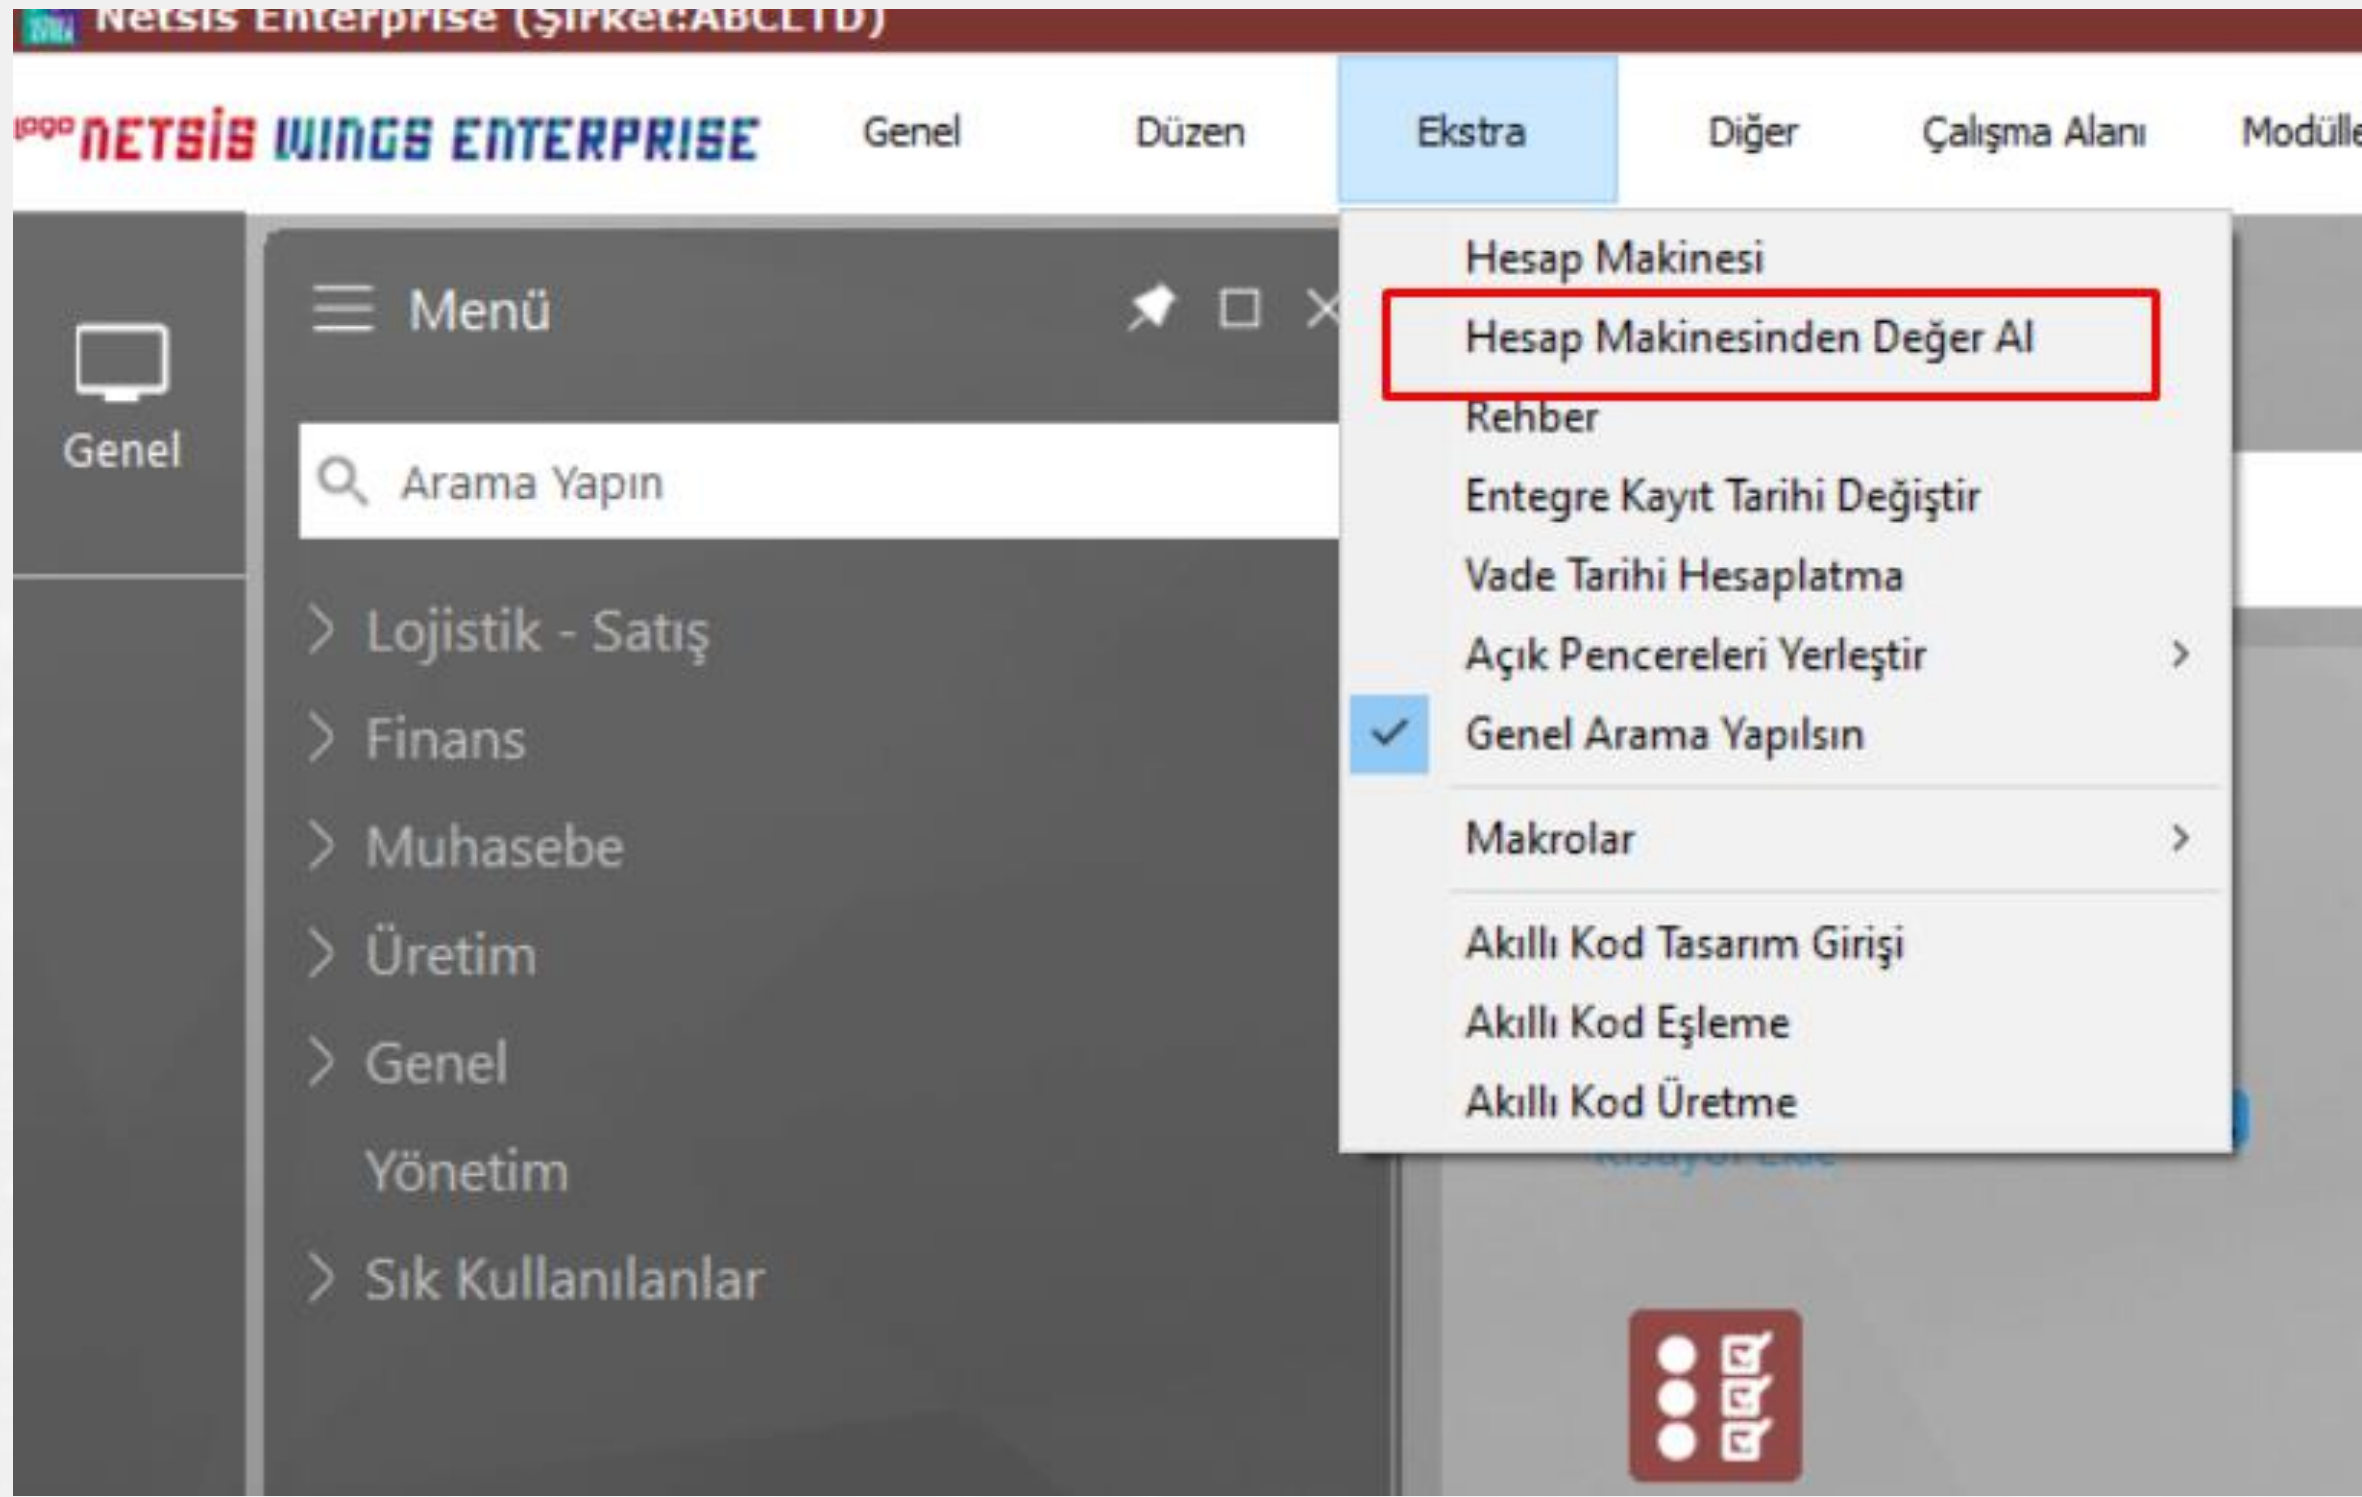 Netsis Enterprise (Şirket:ABCLTD)
Logo NETSİS WINGS ENTERPRISE
Genel
Düzen
Ekstra
Diğer
Çalışma Alanı
Modülle
Genel
Menü
Arama Yapın
Lojistik - Satış
Finans
Muhasebe
Üretim
Genel
Yönetim
Sık Kullanılanlar
Hesap Makinesi
Hesap Makinesinden Değer Al
Rehber
Entegre Kayıt Tarihi Değiştir
Vade Tarihi Hesaplatma
Açık Pencereleri Yerleştir
Genel Arama Yapılsın
Makrolar
Akıllı Kod Tasarım Girişi
Akıllı Kod Eşleme
Akıllı Kod Üretme